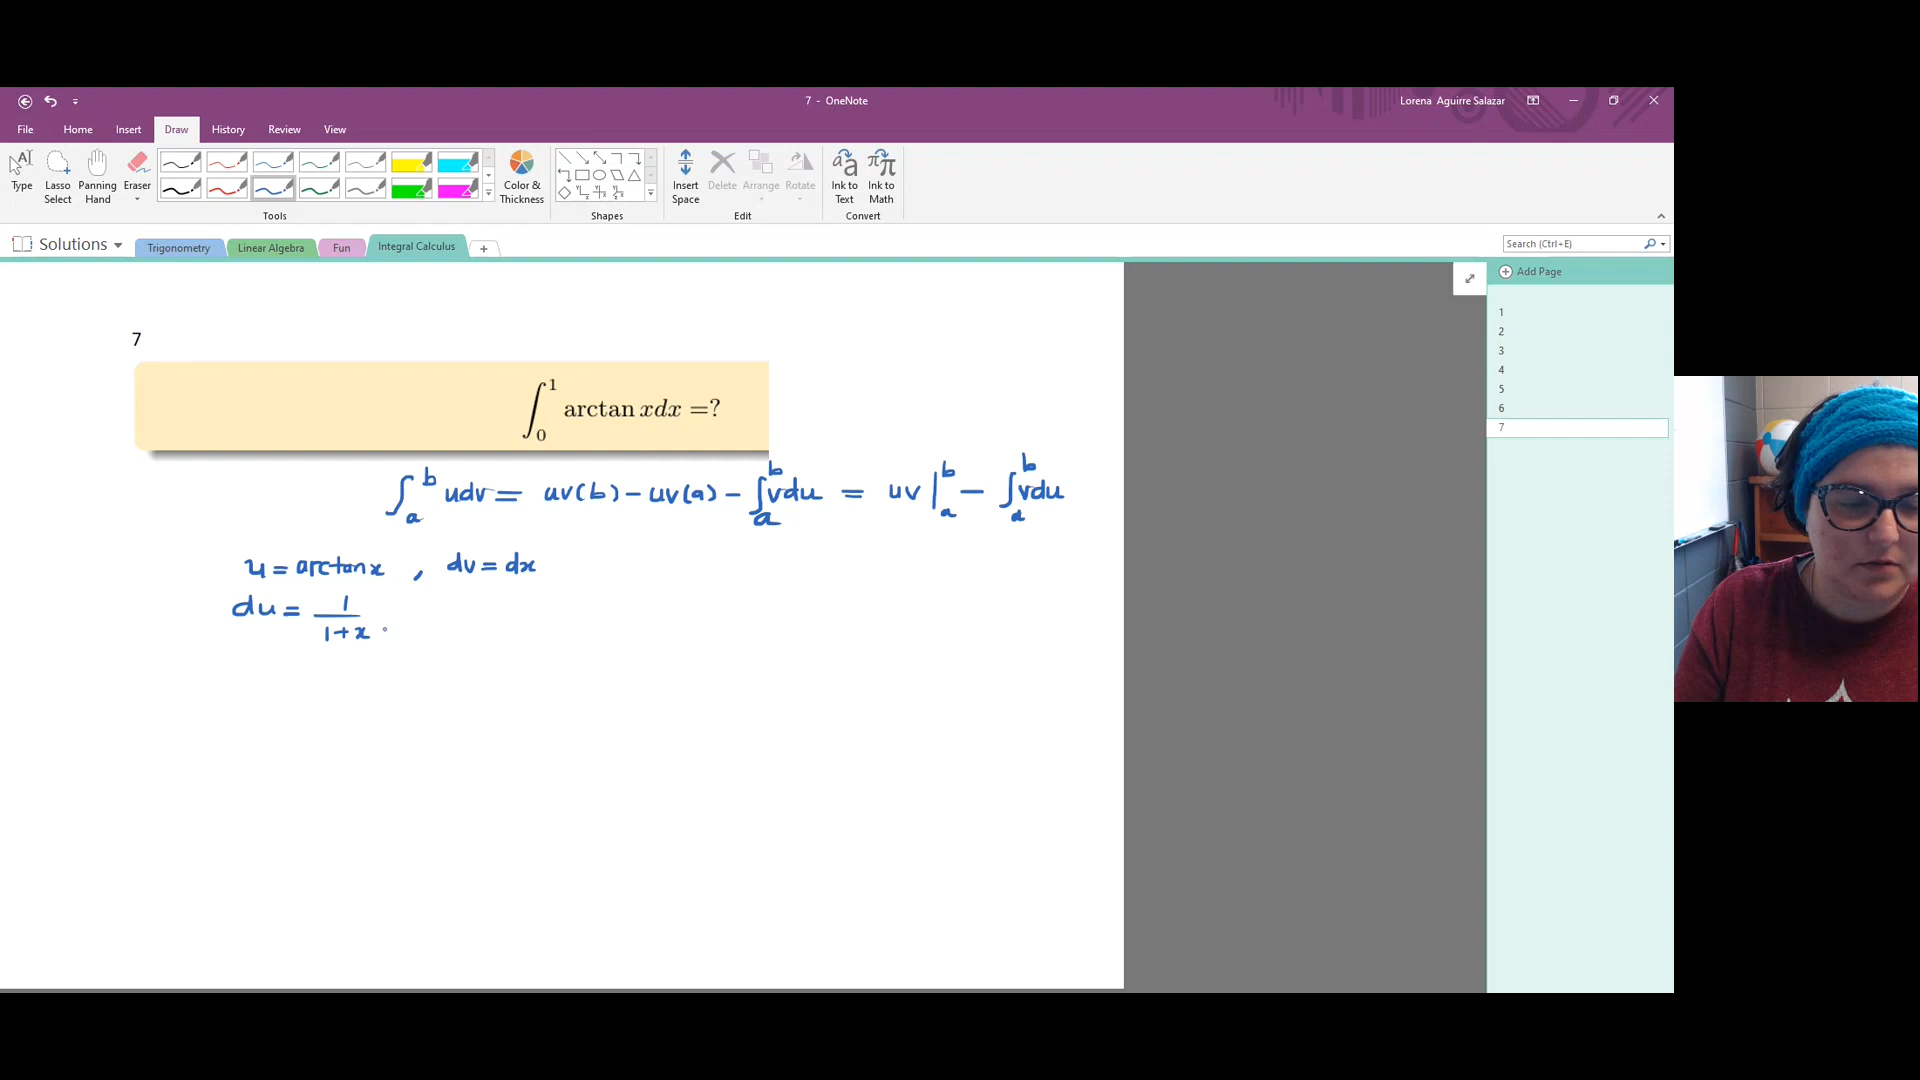 7 - OneNote
Lorena Aguirre Salazar
File Home Insert Draw History Review View
Type
Lasso Select
Panning Hand
Eraser
Color & Thickness
Insert Space
Delete
Arrange
Rotate
Ink to Text
Ink to Math
Tools
Shapes
Edit
Convert
Solutions
Trigonometry
Linear Algebra
Fun
Integral Calculus
Search (Ctrl+E)
Add Page
1
2
3
4
5
6
7
7
∫₀¹ arctan xdx =?
∫ₐᵇ udv = uv(b) - uv(a) - ∫ₐᵇ vdu = uv|ₐᵇ - ∫ₐᵇ vdu
u = arctan x , dv = dx
du = 1/(1+x